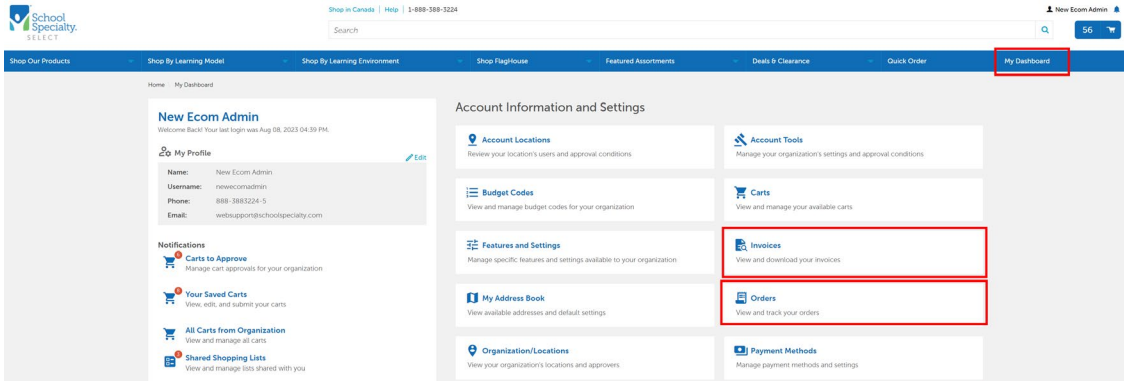 School
Specialty.
SELECT
Shop in Canada | Help | 1-888-388-3224
New Ecom Admin
Search
56
Shop Our Products
Shop By Learning Model
Shop By Learning Environment
Shop FlagHouse
Featured Assortments
Deals & Clearance
Quick Order
My Dashboard
Home My Dashboard
New Ecom Admin
Welcome Back! Your last login was Aug 08, 2023 04:39 PM.
My Profile
Edit
Name: New Ecom Admin
Username: newecomadmin
Phone: 888-3883224-5
Email: websupport@schoolspecialty.com
Notifications
Carts to Approve
Manage cart approvals for your organization
Your Saved Carts
View, edit, and submit your carts
All Carts from Organization
View and manage all carts
Shared Shopping Lists
View and manage lists shared with you
Account Information and Settings
Account Locations
Review your location's users and approval conditions
Account Tools
Manage your organization's settings and approval conditions
Budget Codes
View and manage budget codes for your organization
Carts
View and manage your available carts
Features and Settings
Manage specific features and settings available to your organization
Invoices
View and download your invoices
My Address Book
View available addresses and default settings
Orders
View and track your orders
Organization/Locations
View your organization's locations and approvers
Payment Methods
Manage payment methods and settings